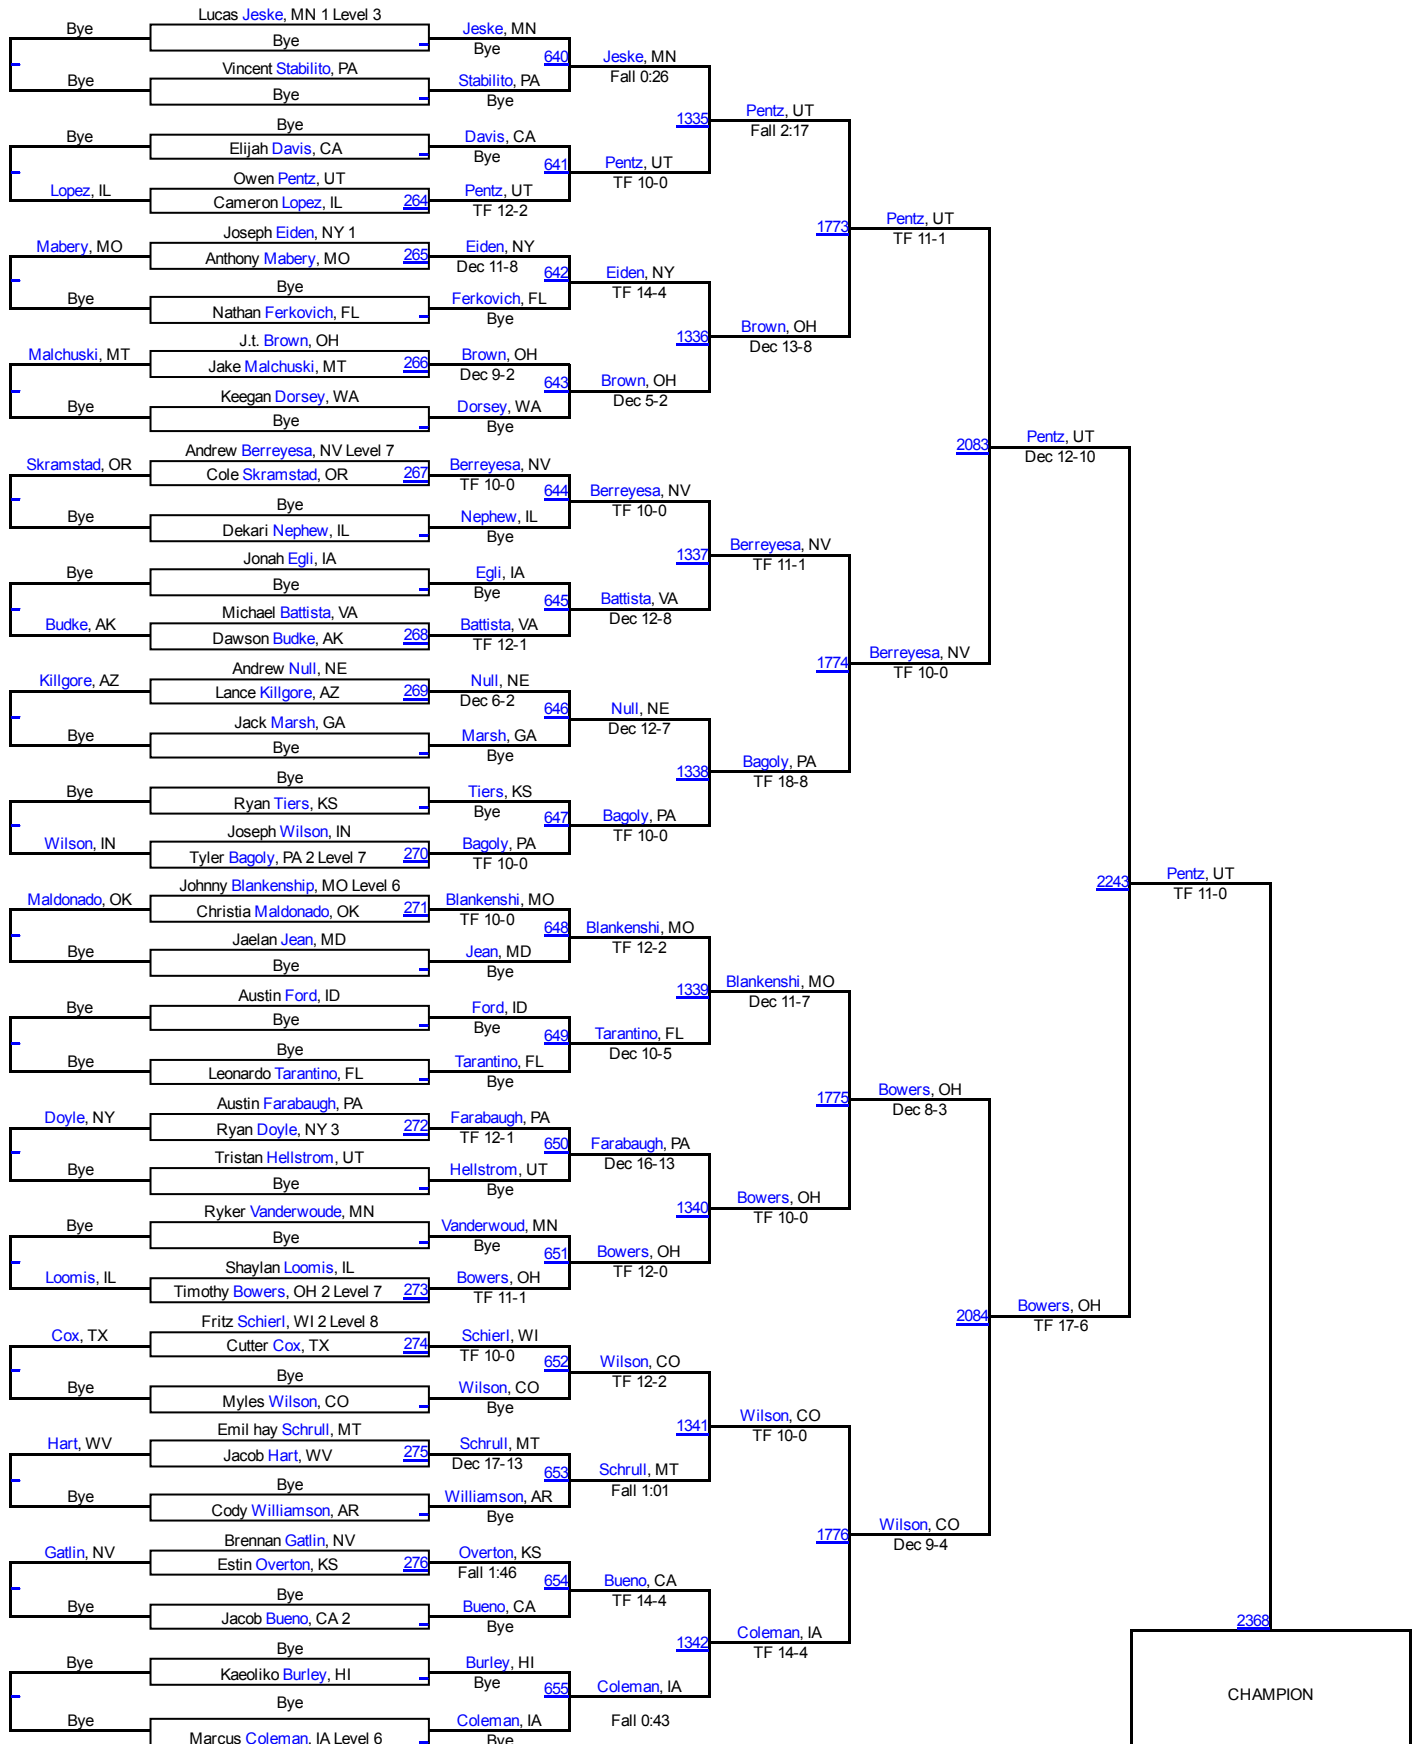 Lucas Jeske, MN 1 Level 3
Bye
Bye
Jeske, MN
Bye
640
Jeske, MN
Fall 0:26
Vincent Stabilito, PA
Bye
Bye
Stabilito, PA
Bye
1335
Pentz, UT
Fall 2:17
Bye
Bye
Elijah Davis, CA
Davis, CA
Bye
641
Pentz, UT
TF 10-0
Owen Pentz, UT
Lopez, IL
Cameron Lopez, IL
264
Pentz, UT
TF 12-2
1773
Pentz, UT
TF 11-1
Joseph Eiden, NY 1
Mabery, MO
Anthony Mabery, MO
265
Eiden, NY
Dec 11-8
642
Eiden, NY
TF 14-4
Bye
Bye
Nathan Ferkovich, FL
Ferkovich, FL
Bye
1336
Brown, OH
Dec 13-8
J.t. Brown, OH
Malchuski, MT
Jake Malchuski, MT
266
Brown, OH
Dec 9-2
643
Brown, OH
Dec 5-2
Keegan Dorsey, WA
Bye
Bye
Dorsey, WA
Bye
2083
Pentz, UT
Dec 12-10
Andrew Berreyesa, NV Level 7
Skramstad, OR
Cole Skramstad, OR
267
Berreyesa, NV
TF 10-0
644
Berreyesa, NV
TF 10-0
Bye
Bye
Dekari Nephew, IL
Nephew, IL
Bye
1337
Berreyesa, NV
TF 11-1
Jonah Egli, IA
Bye
Bye
Egli, IA
Bye
645
Battista, VA
Dec 12-8
Michael Battista, VA
Budke, AK
Dawson Budke, AK
268
Battista, VA
TF 12-1
1774
Berreyesa, NV
TF 10-0
Andrew Null, NE
Killgore, AZ
Lance Killgore, AZ
269
Null, NE
Dec 6-2
646
Null, NE
Dec 12-7
Jack Marsh, GA
Bye
Bye
Marsh, GA
Bye
1338
Bagoly, PA
TF 18-8
Bye
Bye
Ryan Tiers, KS
Tiers, KS
Bye
647
Bagoly, PA
TF 10-0
Joseph Wilson, IN
Wilson, IN
Tyler Bagoly, PA 2 Level 7
270
Bagoly, PA
TF 10-0
2243
Pentz, UT
TF 11-0
Johnny Blankenship, MO Level 6
Maldonado, OK
Christia Maldonado, OK
271
Blankenshi, MO
TF 10-0
648
Blankenshi, MO
TF 12-2
Jaelan Jean, MD
Bye
Bye
Jean, MD
Bye
1339
Blankenshi, MO
Dec 11-7
Austin Ford, ID
Bye
Bye
Ford, ID
Bye
649
Tarantino, FL
Dec 10-5
Bye
Bye
Leonardo Tarantino, FL
Tarantino, FL
Bye
1775
Bowers, OH
Dec 8-3
Austin Farabaugh, PA
Doyle, NY
Ryan Doyle, NY 3
272
Farabaugh, PA
TF 12-1
650
Farabaugh, PA
Dec 16-13
Tristan Hellstrom, UT
Bye
Bye
Hellstrom, UT
Bye
1340
Bowers, OH
TF 10-0
Ryker Vanderwoude, MN
Bye
Bye
Vanderwoud, MN
Bye
651
Bowers, OH
TF 12-0
Shaylan Loomis, IL
Loomis, IL
Timothy Bowers, OH 2 Level 7
273
Bowers, OH
TF 11-1
2084
Bowers, OH
TF 17-6
Fritz Schierl, WI 2 Level 8
Cox, TX
Cutter Cox, TX
274
Schierl, WI
TF 10-0
652
Wilson, CO
TF 12-2
Bye
Bye
Myles Wilson, CO
Wilson, CO
Bye
1341
Wilson, CO
TF 10-0
Emil hay Schrull, MT
Hart, WV
Jacob Hart, WV
275
Schrull, MT
Dec 17-13
653
Schrull, MT
Fall 1:01
Bye
Bye
Cody Williamson, AR
Williamson, AR
Bye
1776
Wilson, CO
Dec 9-4
Brennan Gatlin, NV
Gatlin, NV
Estin Overton, KS
276
Overton, KS
Fall 1:46
654
Bueno, CA
TF 14-4
Bye
Bye
Jacob Bueno, CA 2
Bueno, CA
Bye
1342
Coleman, IA
TF 14-4
2368
Bye
Bye
Kaeoliko Burley, HI
Burley, HI
Bye
655
Coleman, IA
Fall 0:43
Bye
Bye
Marcus Coleman, IA Level 6
Coleman, IA
Bye
CHAMPION